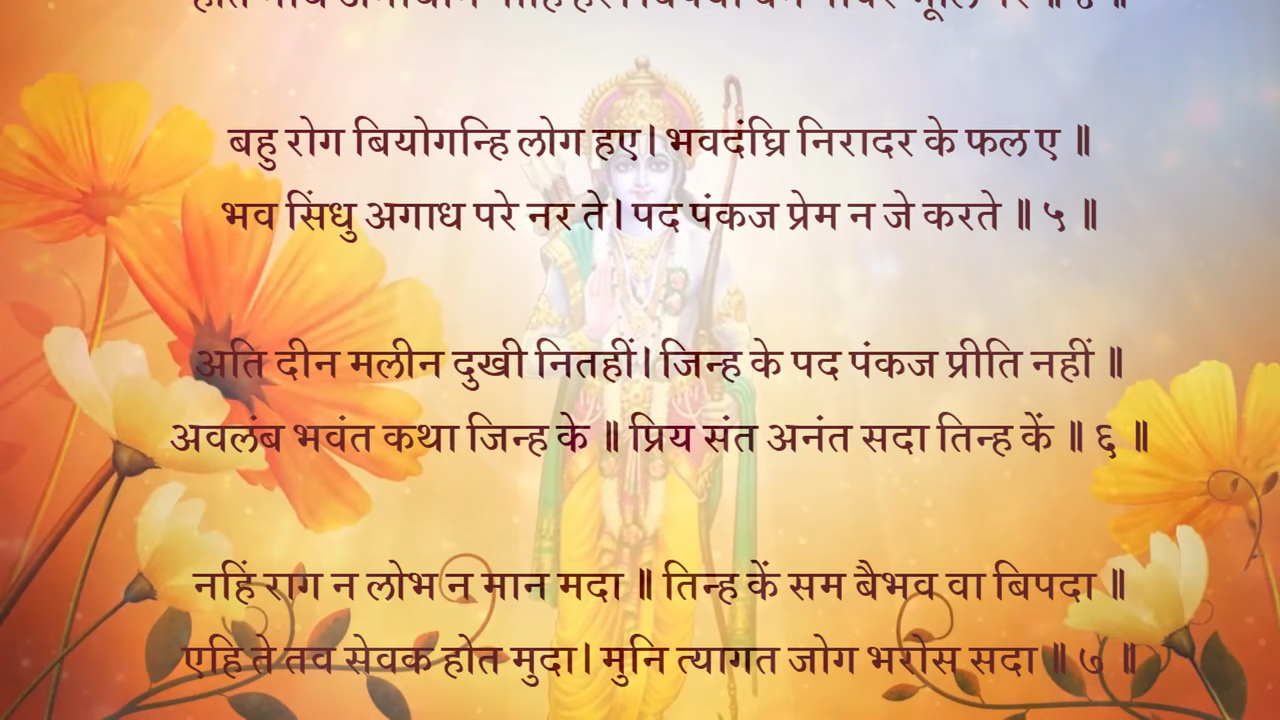 बहु रोग बियोगन्हि लोग हए। भवदंघ्रि निरादर के फल ए ॥
भव सिंधु अगाध परे नर ते। पद पंकज प्रेम न जे करते ॥ ५ ॥
अति दीन मलीन दुखी नितहीं। जिन्ह के पद पंकज प्रीति नहीं ॥
अवलंब भवंत कथा जिन्ह के ॥ प्रिय संत अनंत सदा तिन्ह कें ॥ ६ ॥
नहिं राग न लोभ न मान मदा ॥ तिन्ह कें सम बैभव वा बिपदा ॥
एहि ते तव सेवक होत मुदा। मुनि त्यागत जोग भरोस सदा ॥ ७ ॥